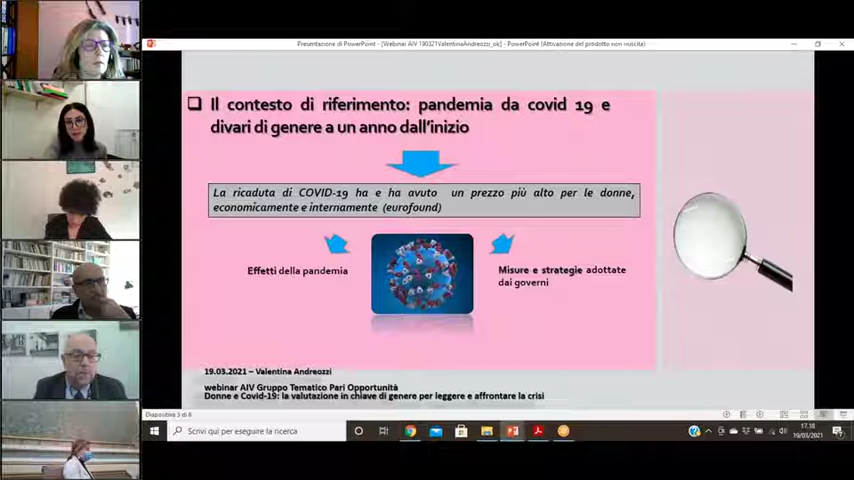 Presentazione di PowerPoint - [Webinar AIV 190321ValentinaAndreozzi_ok] - PowerPoint (Attivazione del prodotto non riuscita)
Il contesto di riferimento: pandemia da covid 19 e
divari di genere a un anno dall'inizio
La ricaduta di COVID-19 ha e ha avuto un prezzo più alto per le donne,
economicamente e internamente (eurofound)
Effetti della pandemia
Misure e strategie adottate
dai governi
19.03.2021 – Valentina Andreozzi
webinar AIV Gruppo Tematico Pari Opportunità
Donne e Covid-19: la valutazione in chiave di genere per leggere e affrontare la crisi
Diapositiva 3 di 6
Scrivi qui per eseguire la ricerca
17.18
19/03/2021